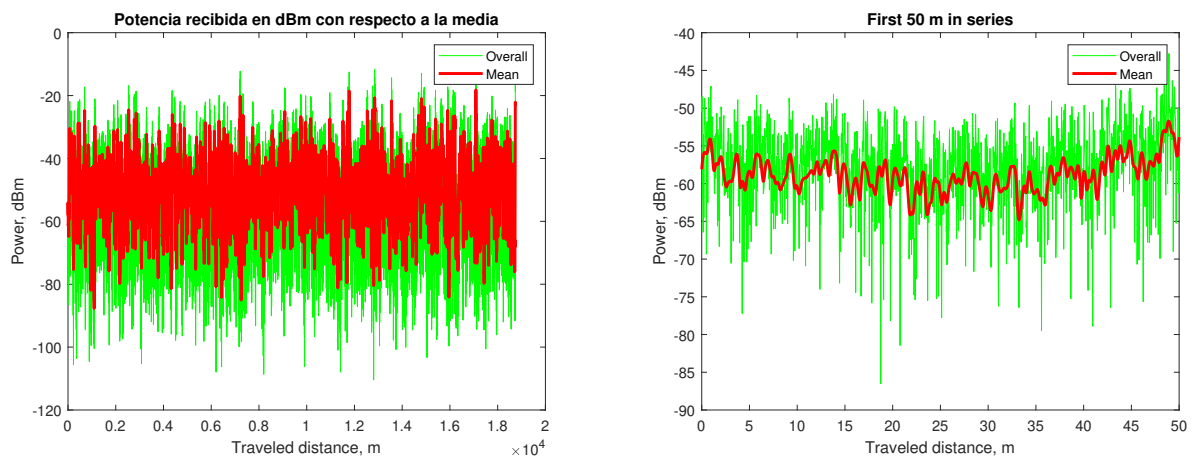 Potencia recibida en dBm con respecto a la media
0
-20
-40
-60
-80
-100
-120
Power, dBm
Overall
Mean
0 0.2 0.4 0.6 0.8 1 1.2 1.4 1.6 1.8 2
Traveled distance, m
×10^4
First 50 m in series
-40
-45
-50
-55
-60
-65
-70
-75
-80
-85
-90
Power, dBm
Overall
Mean
0 5 10 15 20 25 30 35 40 45 50
Traveled distance, m